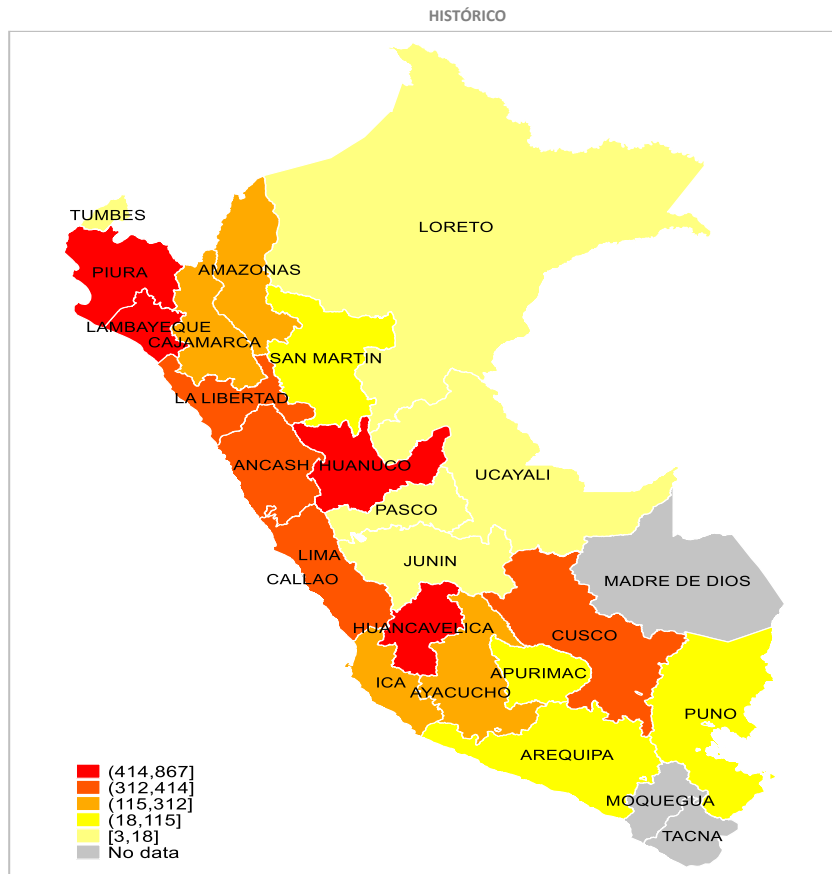 HISTÓRICO
TUMBES
LORETO
PIURA
AMAZONAS
LAMBAYEQUE
CAJAMARCA
SAN MARTIN
LA LIBERTAD
ANCASH
HUANUCO
UCAYALI
PASCO
LIMA
JUNIN
CALLAO
MADRE DE DIOS
HUANCAVELICA
CUSCO
APURIMAC
ICA
AYACUCHO
PUNO
AREQUIPA
MOQUEGUA
TACNA
(414,867]
(312,414]
(115,312]
(18,115]
[3,18]
No data